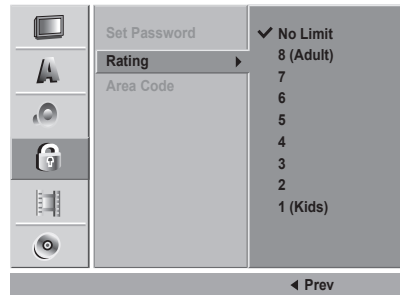 Set Password
Rating
Area Code
✔ No Limit
8 (Adult)
7
6
5
4
3
2
1 (Kids)
◀ Prev